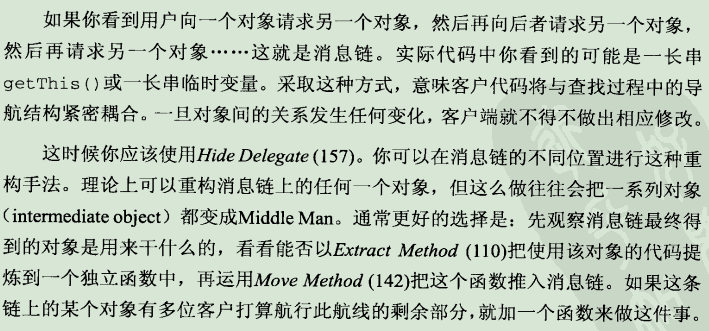 如果你看到用户向一个对象请求另一个对象，然后再向后者请求另一个对象，
然后再请求另一个对象……这就是消息链。实际代码中你看到的可能是一长串
getThis()或一长串临时变量。采取这种方式，意味客户代码将与查找过程中的导
航结构紧密耦合。一旦对象间的关系发生任何变化，客户端就不得不做出相应修改。
这时候你应该使用Hide Delegate (157)。你可以在消息链的不同位置进行这种重
构手法。理论上可以重构消息链上的任何一个对象，但这么做往往会把一系列对象
（intermediate object）都变成Middle Man。通常更好的选择是：先观察消息链最终得
到的对象是用来干什么的，看看能否以Extract Method (110)把使用该对象的代码提
炼到一个独立函数中，再运用Move Method (142)把这个函数推入消息链。如果这条
链上的某个对象有多位客户打算航行此航线的剩余部分，就加一个函数来做这件事。